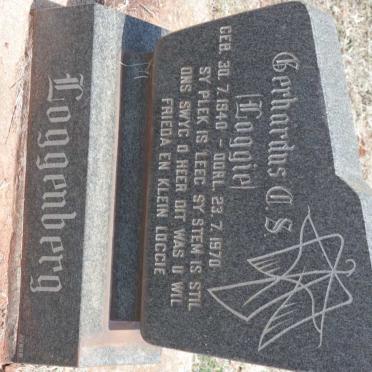 Gerhardus C S
(Loggie)
GEB. 30.7.1940 - OORL. 23.7.1970
SY PLEK IS LEEG SY STEM IS STIL
ONS SWYG O HEER DIT WAS U WIL
FRIEDA EN KLEIN LOGGIE
Loggenberg